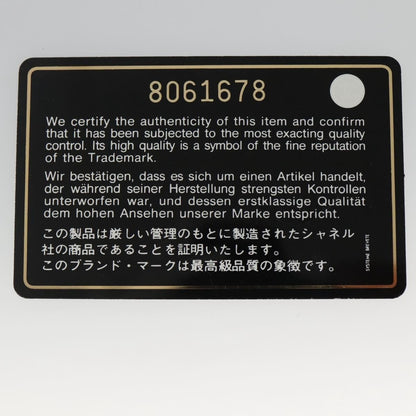 8061678
We certify the authenticity of this item and confirm
that it has been subjected to the most exacting quality
control. Its high quality is a symbol of the fine reputation
of the Trademark.
Wir bestätigen, dass es sich um einen Artikel handelt,
der während seiner Herstellung strengsten Kontrollen
unterworfen war, und dessen erstklassige Qualität
dem hohen Ansehen unserer Marke entspricht.
この製品は厳しい管理のもとに製造されたシャネル
社の商品であることを証明いたします。
このブランド・マークは最高級品質の象徴です。
SYSTEME BREVETE